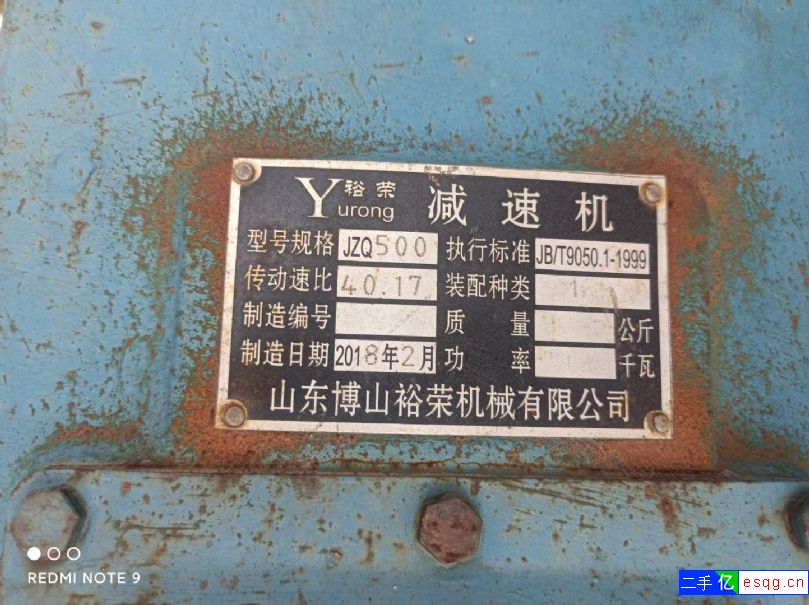 Yurong 裕荣 减速机
型号规格 JZQ500 执行标准 JB/T9050.1-1999
传动速比 40.17 装配种类 1
制造编号 质量 公斤
制造日期 2018年2月 功率 千瓦
山东博山裕荣机械有限公司
REDMI NOTE 9
二手亿 esqg.cn